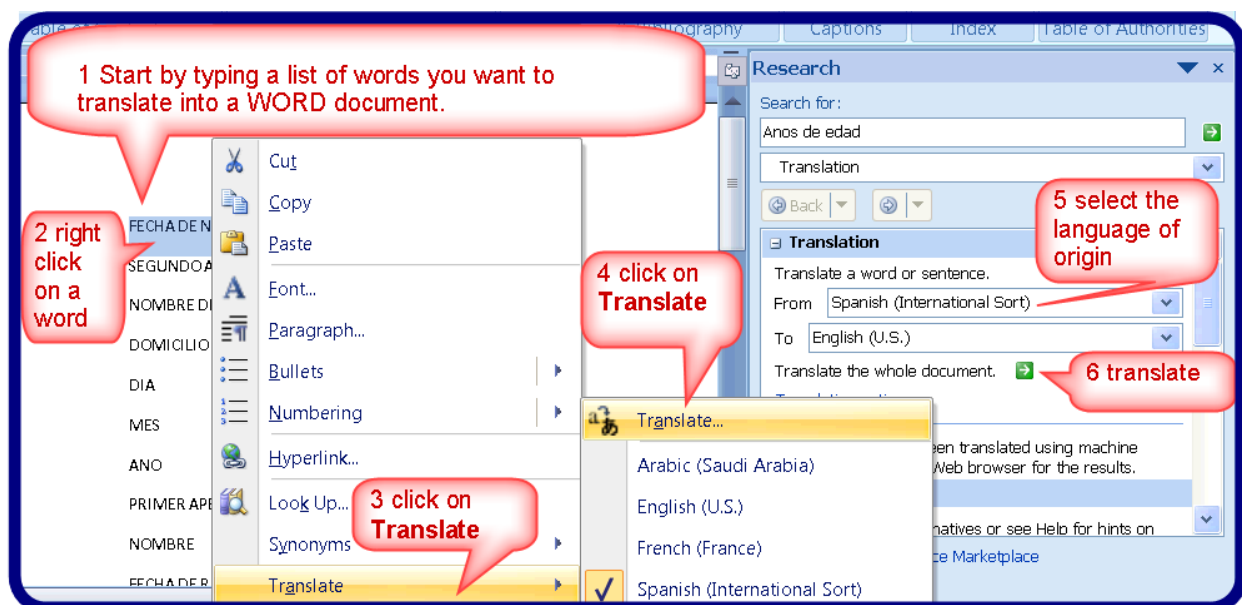 Captions
Index
Table of Authorities
1 Start by typing a list of words you want to
translate into a WORD document.
2 right
click
on a
word
FECHA DE N
SEGUNDO A
NOMBRE DE
DOMICILIO
DIA
MES
ANO
PRIMER APE
NOMBRE
FECHA DE R
Cut
Copy
Paste
Font...
Paragraph...
Bullets
Numbering
Hyperlink...
Look Up...
Synonyms
Translate
3 click on
Translate
4 click on
Translate
Translate...
Arabic (Saudi Arabia)
English (U.S.)
French (France)
Spanish (International Sort)
Research
Search for:
Anos de edad
Translation
Back
5 select the
language of
origin
Translation
Translate a word or sentence.
From Spanish (International Sort)
To English (U.S.)
Translate the whole document.
6 translate
een translated using machine
Web browser for the results.
natives or see Help for hints on
ce Marketplace